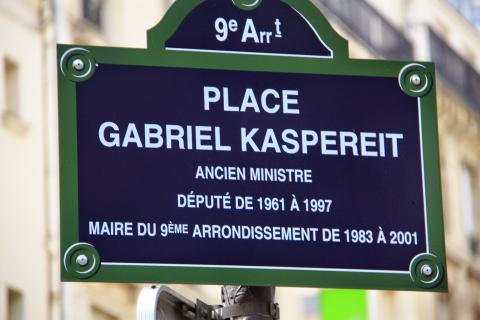 9e Arrt
PLACE
GABRIEL KASPEREIT
ANCIEN MINISTRE
DÉPUTÉ DE 1961 À 1997
MAIRE DU 9ÈME ARRONDISSEMENT DE 1983 À 2001